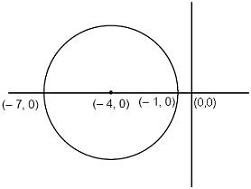 (– 7, 0) (– 4, 0) (– 1, 0) (0,0)